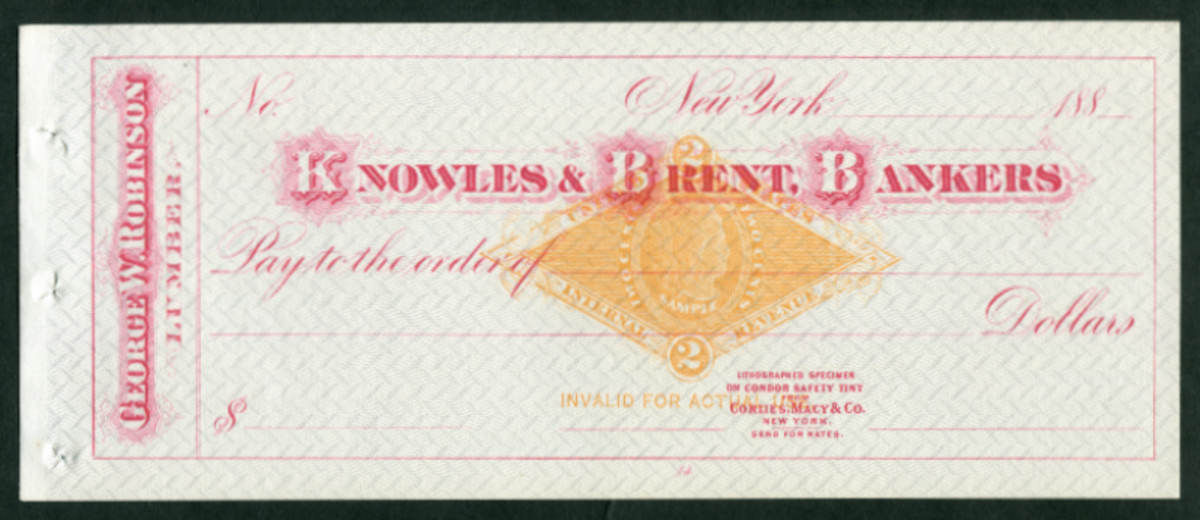 GEORGE W. ROBINSON
LUMBER.
No. New York 188
KNOWLES & BRENT, BANKERS
2
Pay to the order of
SAMPLE
INTERNAL REVENUE
2
Dollars
LITHOGRAPHED SPECIMEN
ON CONDOR SAFETY TINT
FROM
CORLIES, MACY & CO.
NEW YORK.
SEND FOR RATES.
INVALID FOR ACTUAL USE
$